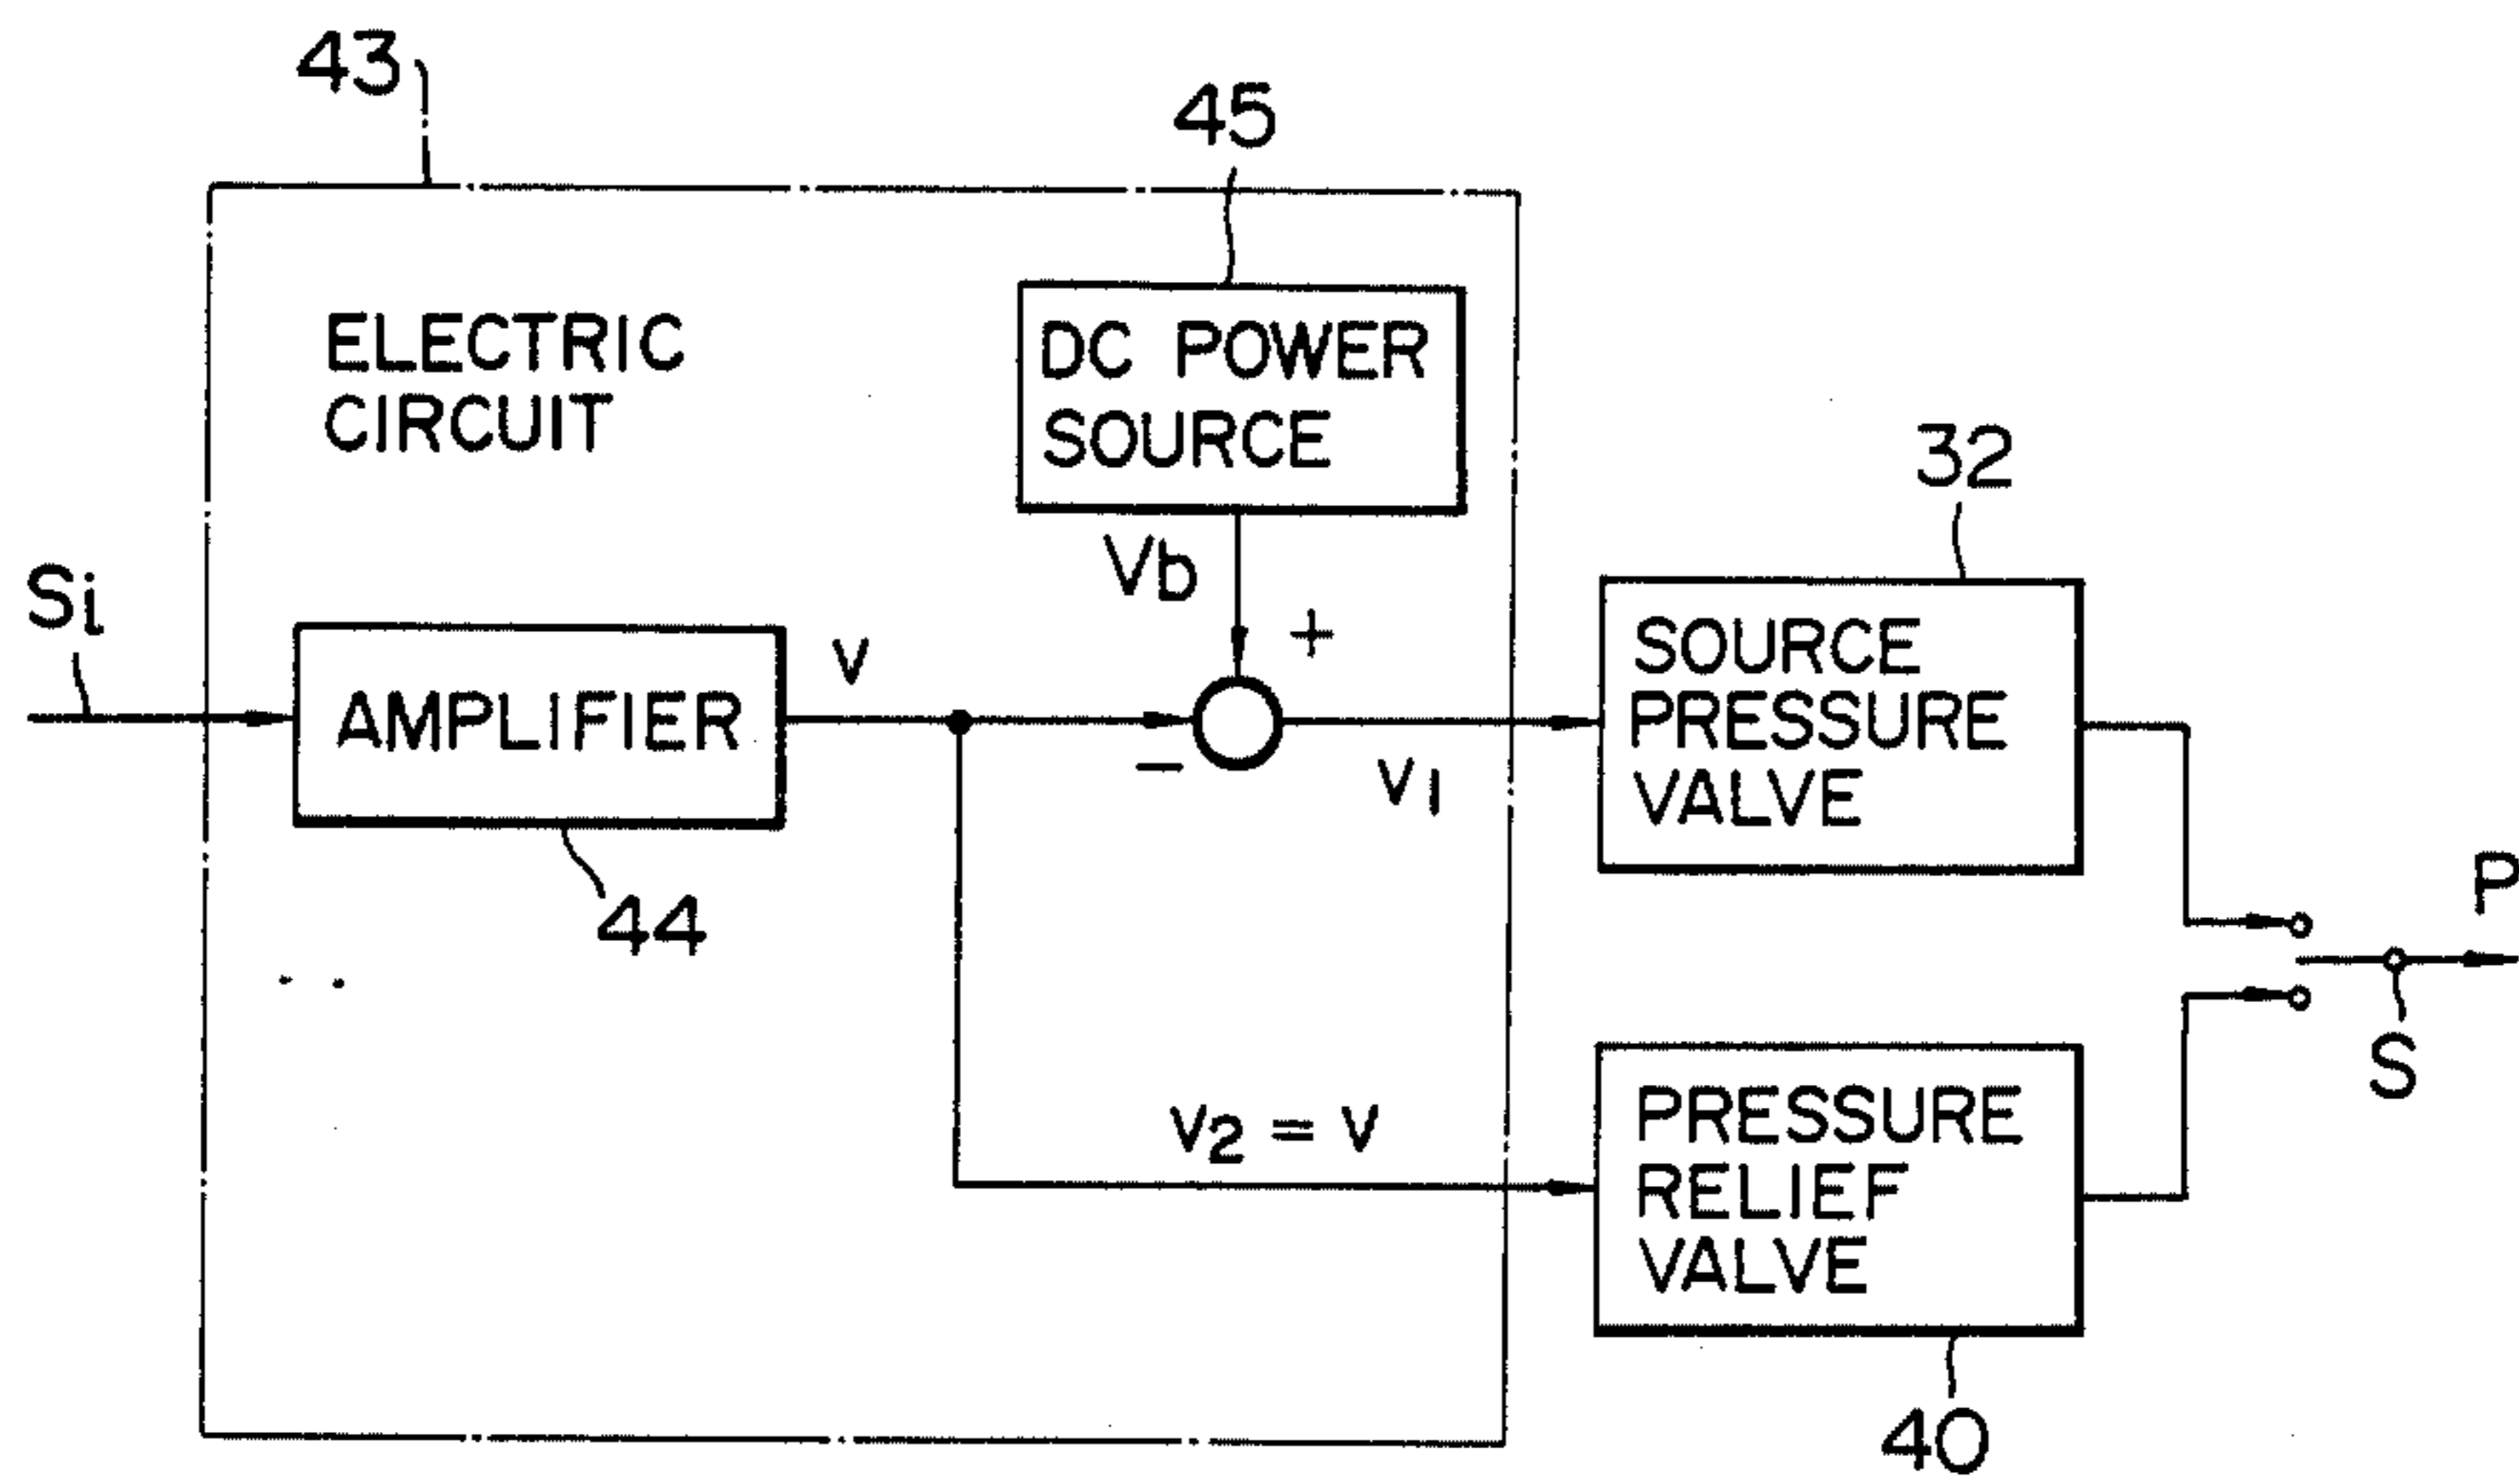 43
45
ELECTRIC
CIRCUIT
DC POWER
SOURCE
32
Si
Vb
+
SOURCE
PRESSURE
VALVE
AMPLIFIER
v
−
v1
44
P
S
v2 = v
PRESSURE
RELIEF
VALVE
40